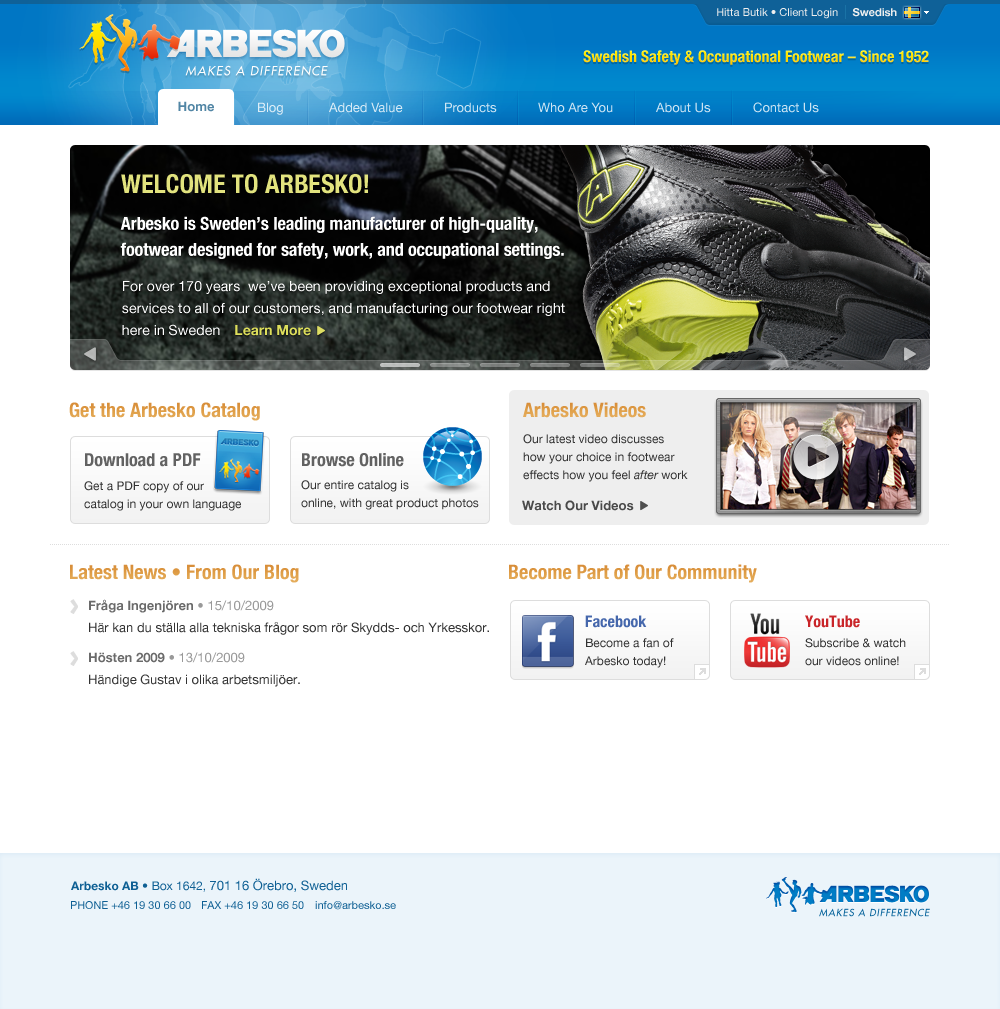 Hitta Butik • Client Login Swedish
ARBESKO
MAKES A DIFFERENCE
Swedish Safety & Occupational Footwear – Since 1952
Home Blog Added Value Products Who Are You About Us Contact Us
WELCOME TO ARBESKO!
Arbesko is Sweden's leading manufacturer of high-quality,
footwear designed for safety, work, and occupational settings.
For over 170 years we've been providing exceptional products and
services to all of our customers, and manufacturing our footwear right
here in Sweden Learn More
Get the Arbesko Catalog
Download a PDF
Get a PDF copy of our
catalog in your own language
ARBESKO
Browse Online
Our entire catalog is
online, with great product photos
Arbesko Videos
Our latest video discusses
how your choice in footwear
effects how you feel after work
Watch Our Videos
Latest News • From Our Blog
Fråga Ingenjören • 15/10/2009
Här kan du ställa alla tekniska frågor som rör Skydds- och Yrkesskor.
Hösten 2009 • 13/10/2009
Händige Gustav i olika arbetsmiljöer.
Become Part of Our Community
f
Facebook
Become a fan of
Arbesko today!
You
Tube
YouTube
Subscribe & watch
our videos online!
Arbesko AB • Box 1642, 701 16 Örebro, Sweden
PHONE +46 19 30 66 00 FAX +46 19 30 66 50 info@arbesko.se
ARBESKO
MAKES A DIFFERENCE